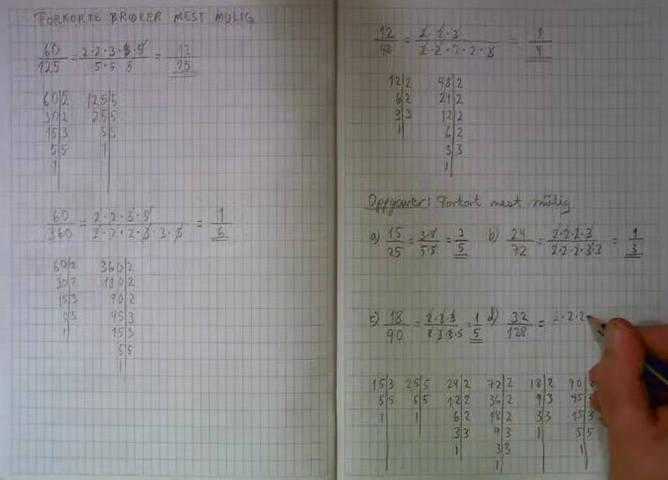 FORKORTE BRØKER MEST MULIG
60/125 = 2·2·3·5·5/5·5·5 = 12/25
60|2 125|5
30|2 25|5
15|3 5|5
5|5 1
1
60/360 = 2·2·3·5/2·2·2·3·3·5 = 1/6
60|2 360|2
30|2 180|2
15|3 90|2
5|5 45|3
1 15|3
5|5
1
12/48 = 2·2·3/2·2·2·2·3 = 1/4
12|2 48|2
6|2 24|2
3|3 12|2
1 6|2
3|3
1
Oppgaver: Forkort mest mulig
a) 15/25 = 3·5/5·5 = 3/5 b) 24/72 = 2·2·2·3/2·2·2·3·3 = 1/3
c) 18/90 = 2·3·3/2·3·3·5 = 1/5 d) 32/128 = 2·2·2
15|3 25|5 24|2 72|2 18|2 90|2
5|5 5|5 12|2 36|2 9|3 45|3
1 1 6|2 18|2 3|3 15|3
3|3 9|3 1 5|5
1 3|3 1
1